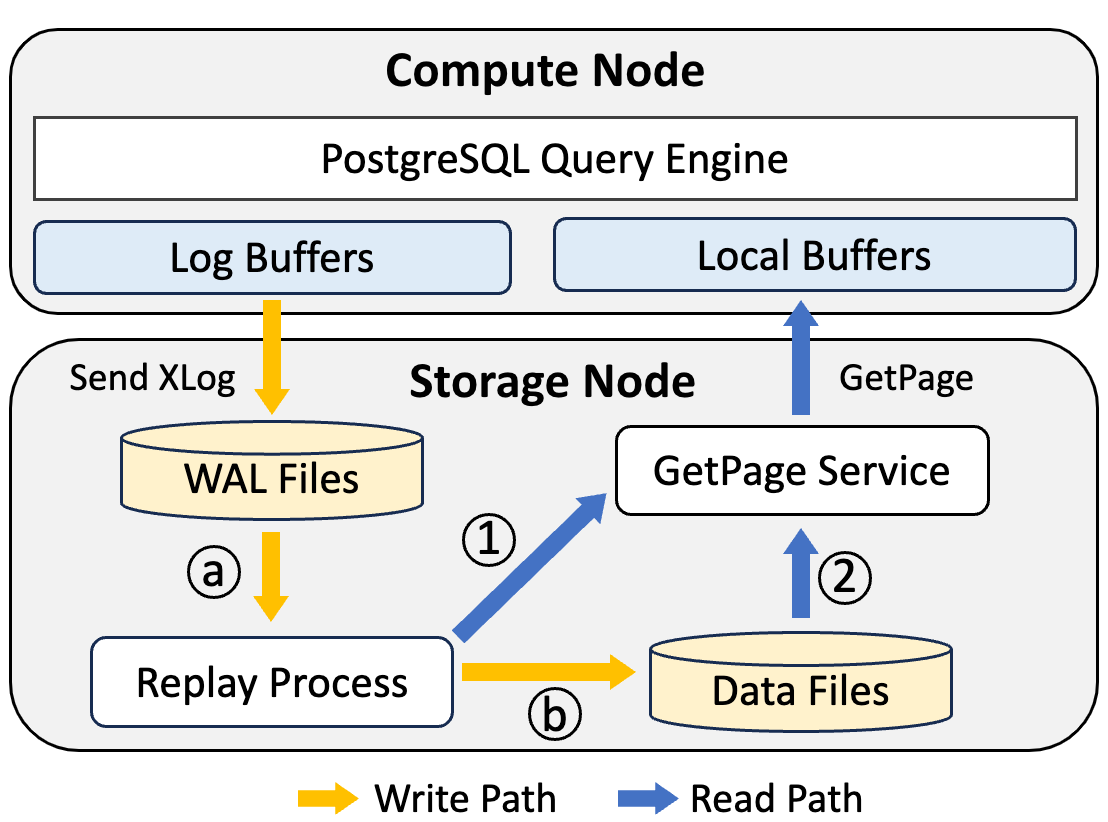 Compute Node
PostgreSQL Query Engine
Log Buffers
Local Buffers
Send XLog
Storage Node
GetPage
WAL Files
GetPage Service
1
a
2
Replay Process
Data Files
b
Write Path
Read Path